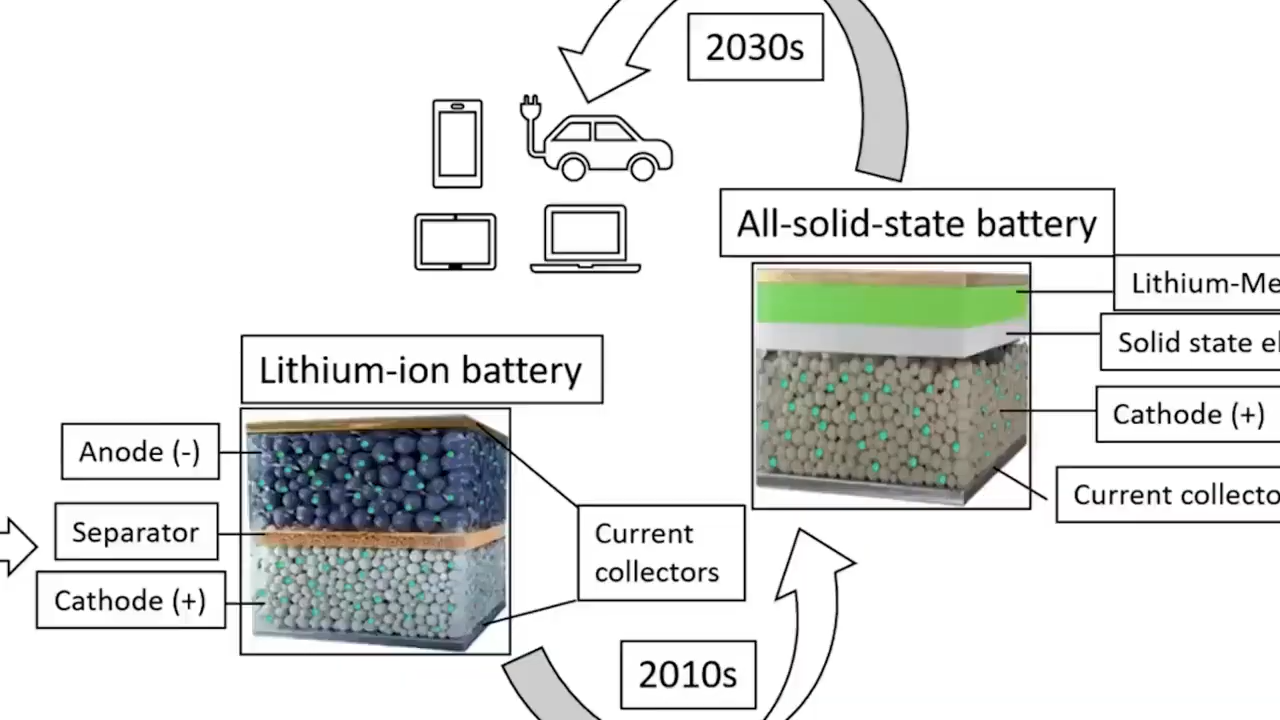 2030s
All-solid-state battery
Lithium-Me
Solid state el
Cathode (+)
Current collecto
Lithium-ion battery
Anode (-)
Separator
Cathode (+)
Current
collectors
2010s